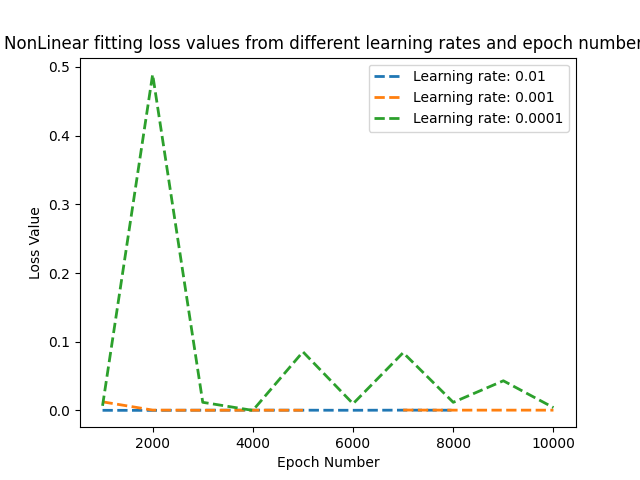 NonLinear fitting loss values from different learning rates and epoch number
Learning rate: 0.01
Learning rate: 0.001
Learning rate: 0.0001
Loss Value
0.5
0.4
0.3
0.2
0.1
0.0
2000 4000 6000 8000 10000
Epoch Number